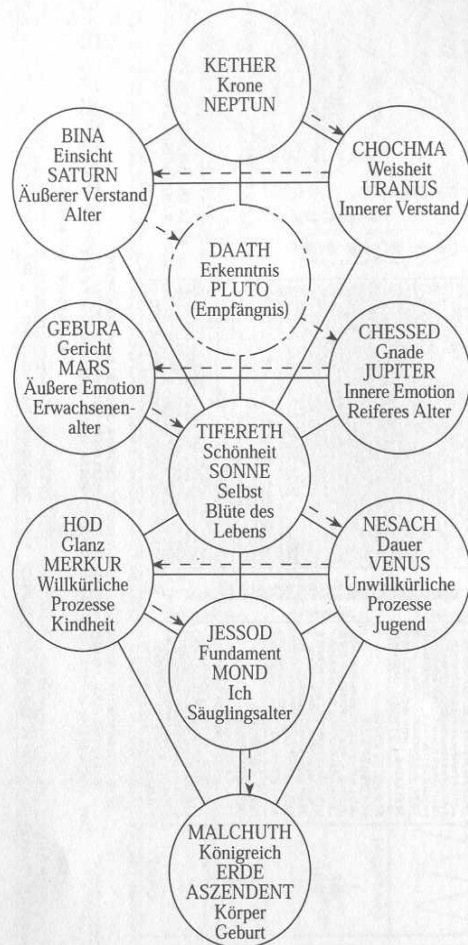 KETHER
Krone
NEPTUN
BINA
Einsicht
SATURN
Äußerer Verstand
Alter
CHOCHMA
Weisheit
URANUS
Innerer Verstand
DAATH
Erkenntnis
PLUTO
(Empfängnis)
GEBURA
Gericht
MARS
Äußere Emotion
Erwachsenen-
alter
CHESSED
Gnade
JUPITER
Innere Emotion
Reiferes Alter
TIFERETH
Schönheit
SONNE
Selbst
Blüte des
Lebens
HOD
Glanz
MERKUR
Willkürliche
Prozesse
Kindheit
NESACH
Dauer
VENUS
Unwillkürliche
Prozesse
Jugend
JESSOD
Fundament
MOND
Ich
Säuglingsalter
MALCHUTH
Königreich
ERDE
ASZENDENT
Körper
Geburt